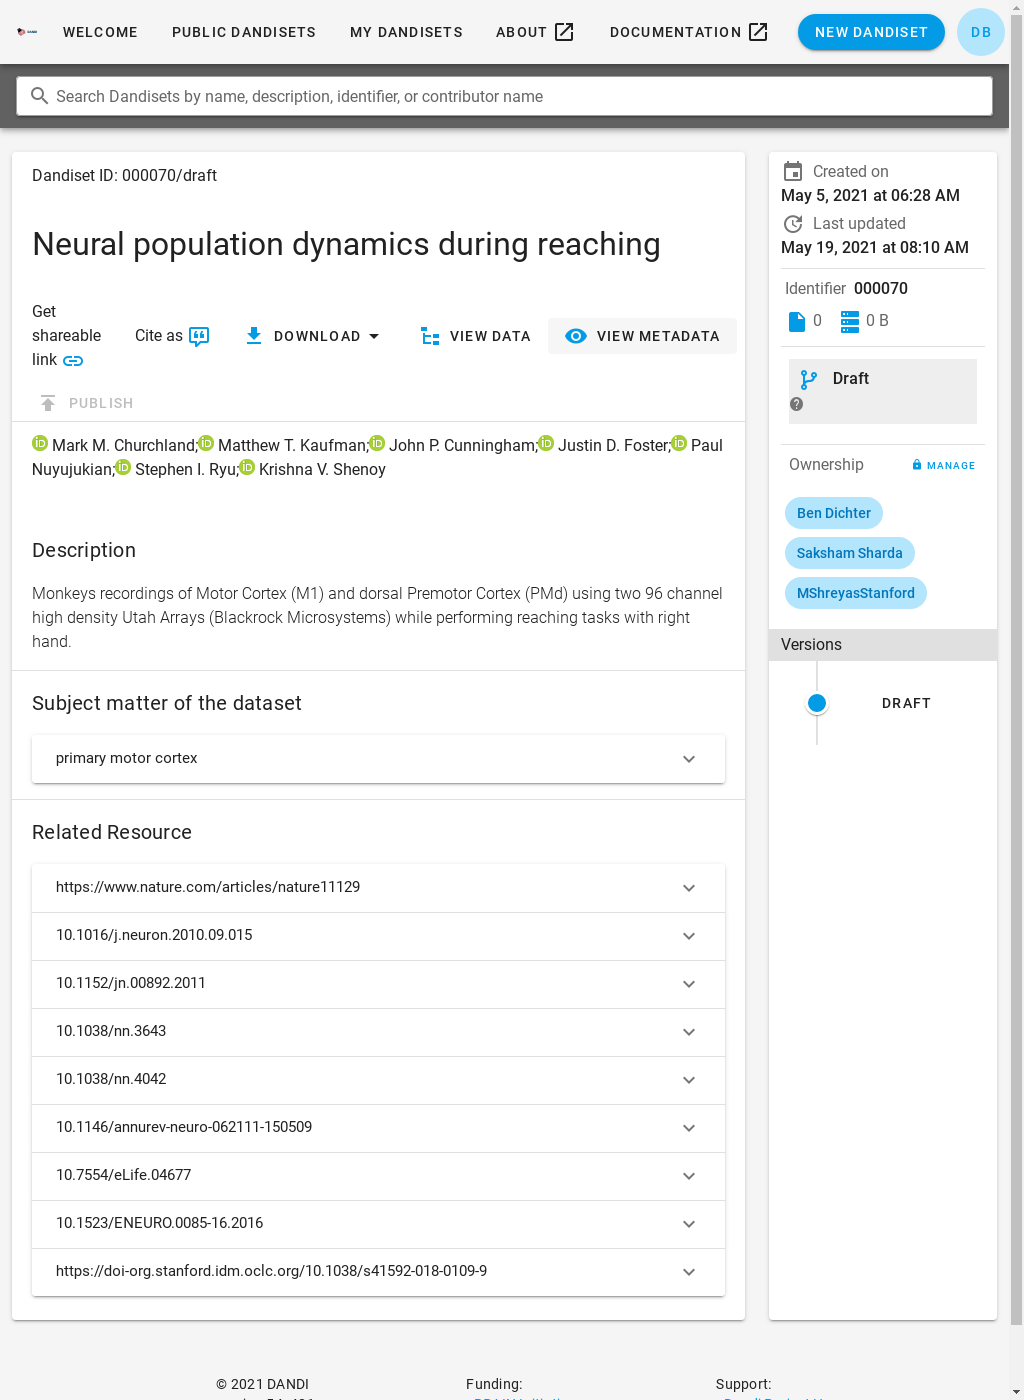 WELCOME PUBLIC DANDISETS MY DANDISETS ABOUT DOCUMENTATION NEW DANDISET DB
Search Dandisets by name, description, identifier, or contributor name
Dandiset ID: 000070/draft
Neural population dynamics during reaching
Get
shareable
link
Cite as
DOWNLOAD
VIEW DATA
VIEW METADATA
PUBLISH
Mark M. Churchland; Matthew T. Kaufman; John P. Cunningham; Justin D. Foster; Paul
Nuyujukian; Stephen I. Ryu; Krishna V. Shenoy
Description
Monkeys recordings of Motor Cortex (M1) and dorsal Premotor Cortex (PMd) using two 96 channel
high density Utah Arrays (Blackrock Microsystems) while performing reaching tasks with right
hand.
Subject matter of the dataset
primary motor cortex
Related Resource
https://www.nature.com/articles/nature11129
10.1016/j.neuron.2010.09.015
10.1152/jn.00892.2011
10.1038/nn.3643
10.1038/nn.4042
10.1146/annurev-neuro-062111-150509
10.7554/eLife.04677
10.1523/ENEURO.0085-16.2016
https://doi-org.stanford.idm.oclc.org/10.1038/s41592-018-0109-9
Created on
May 5, 2021 at 06:28 AM
Last updated
May 19, 2021 at 08:10 AM
Identifier 000070
0 0 B
Draft
Ownership MANAGE
Ben Dichter
Saksham Sharda
MShreyasStanford
Versions
DRAFT
© 2021 DANDI
Funding:
Support: